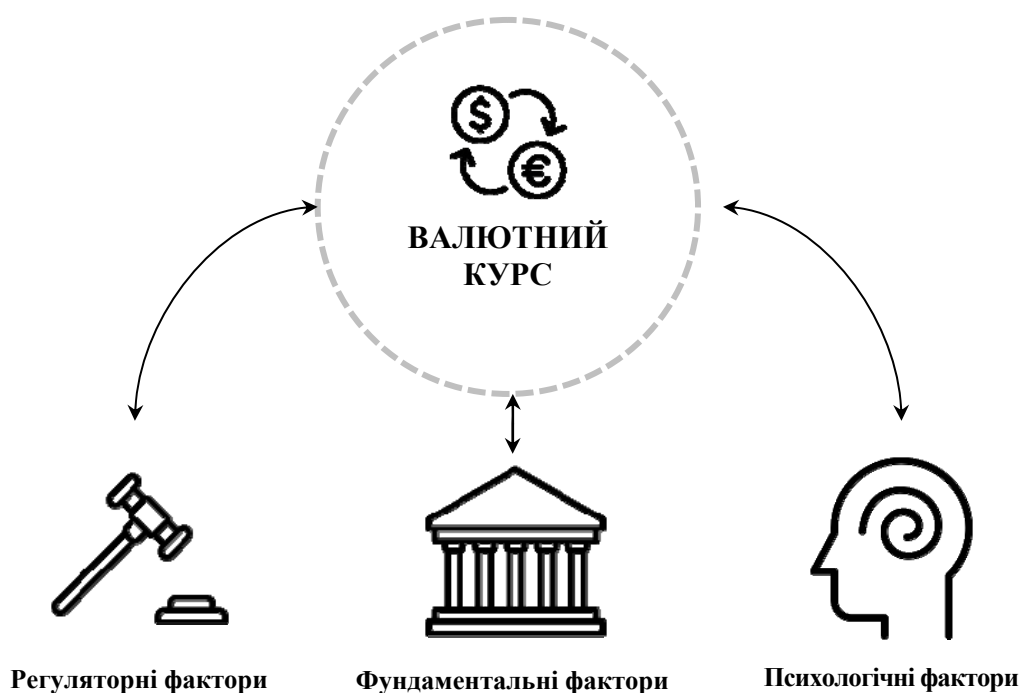 $
€
ВАЛЮТНИЙ
КУРС
Регуляторні фактори
Фундаментальні фактори
Психологічні фактори